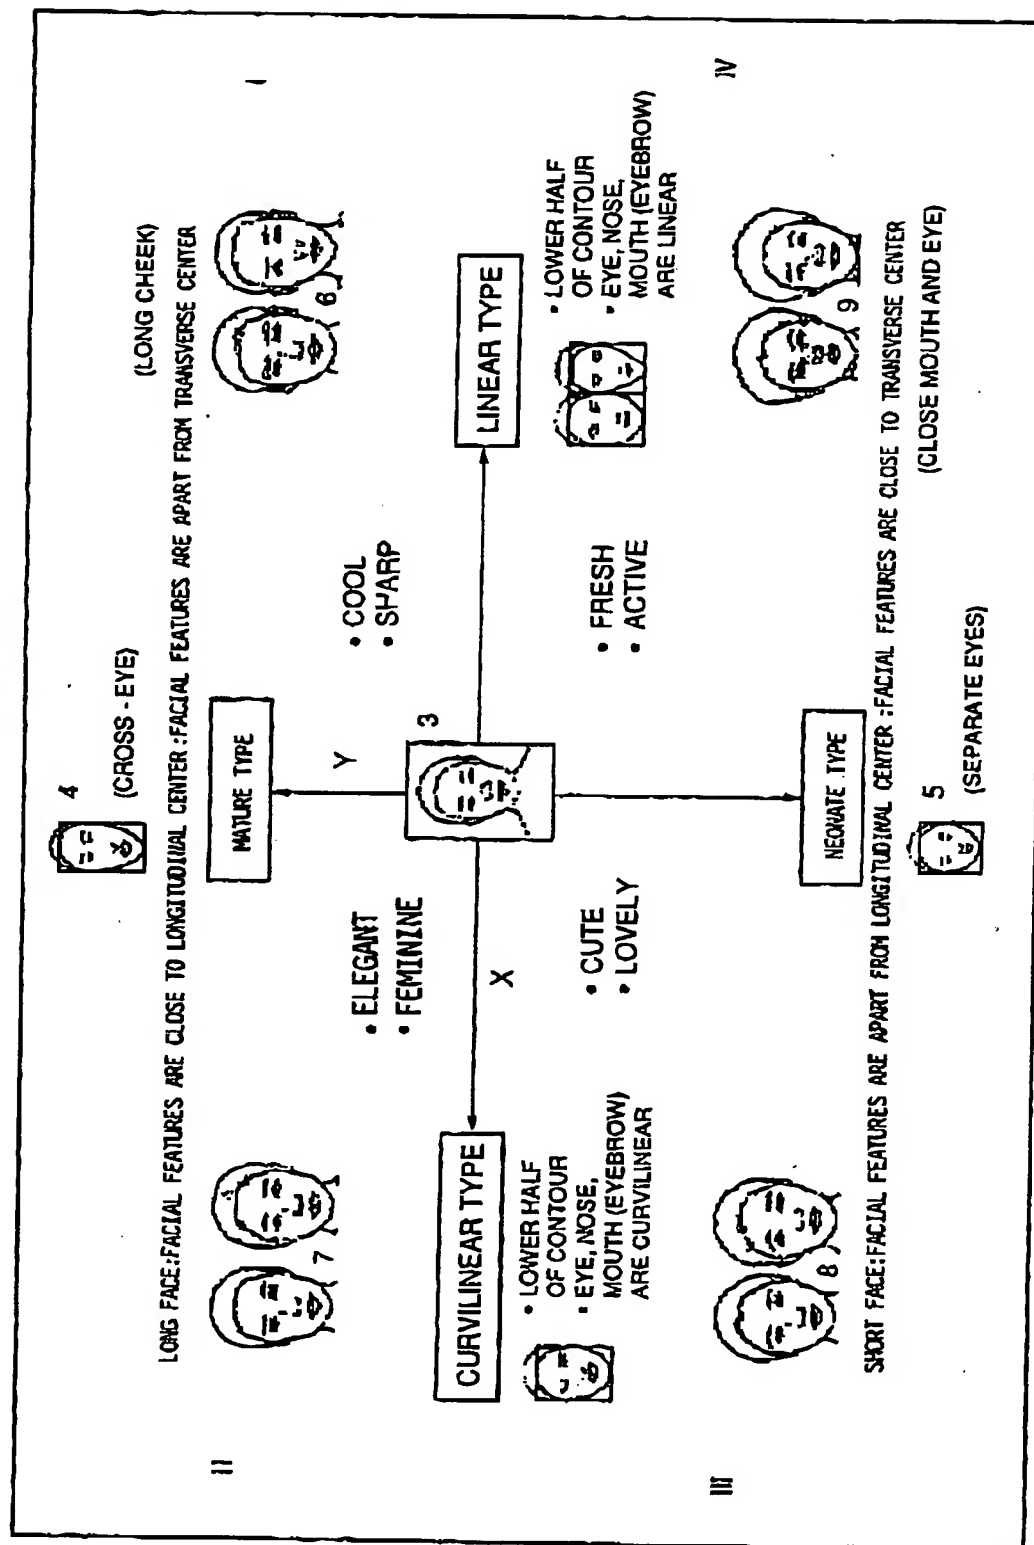 4
(CROSS - EYE)
(LONG CHEEK)
LONG FACE:FACIAL FEATURES ARE CLOSE TO LONGITUDINAL CENTER :FACIAL FEATURES ARE APART FROM TRANSVERSE CENTER
II
I
7
MATURE TYPE
6
Y
• ELEGANT
• FEMININE
• COOL
• SHARP
3
CURVILINEAR TYPE
X
LINEAR TYPE
• LOWER HALF
OF CONTOUR
• EYE, NOSE,
MOUTH (EYEBROW)
ARE CURVILINEAR
• CUTE
• LOVELY
• FRESH
• ACTIVE
• LOWER HALF
OF CONTOUR
• EYE, NOSE,
MOUTH (EYEBROW)
ARE LINEAR
III
IV
8
NEONATE TYPE
9
SHORT FACE:FACIAL FEATURES ARE APART FROM LONGITUDINAL CENTER :FACIAL FEATURES ARE CLOSE TO TRANSVERSE CENTER
5
(SEPARATE EYES)
(CLOSE MOUTH AND EYE)